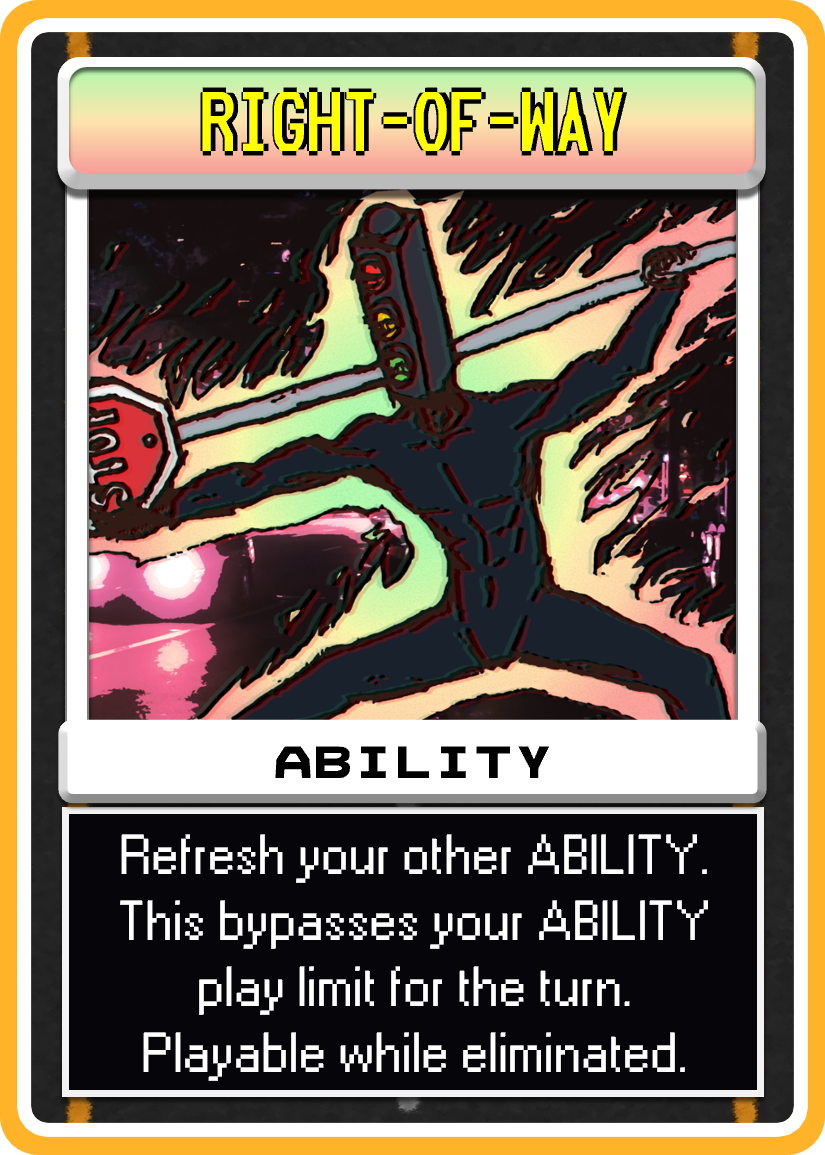 RIGHT-OF-WAY
ABILITY
Refresh your other ABILITY.
This bypasses your ABILITY
play limit for the turn.
Playable while eliminated.